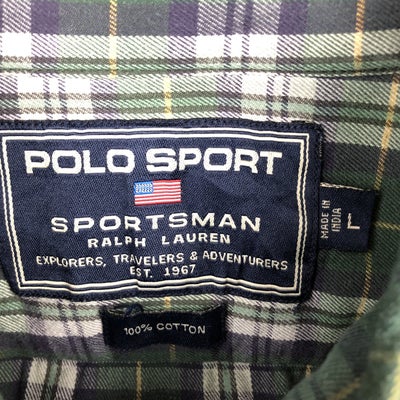 POLO SPORT
SPORTSMAN
RALPH LAUREN
EXPLORERS, TRAVELERS & ADVENTURERS
EST. 1967
MADE IN
INDIA
L
100% COTTON